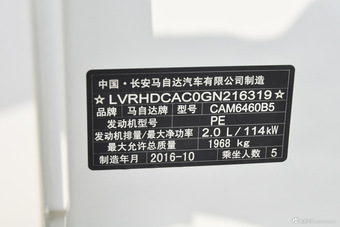 中国·长安马自达汽车有限公司制造
☆LVRHDCAC0GN216319☆
品牌 马自达牌 型号 CAM6460B5
发动机型号 PE
发动机排量/最大净功率 2.0 L/114kW
最大允许总质量 1968 kg
制造年月 2016-10 乘坐人数 5